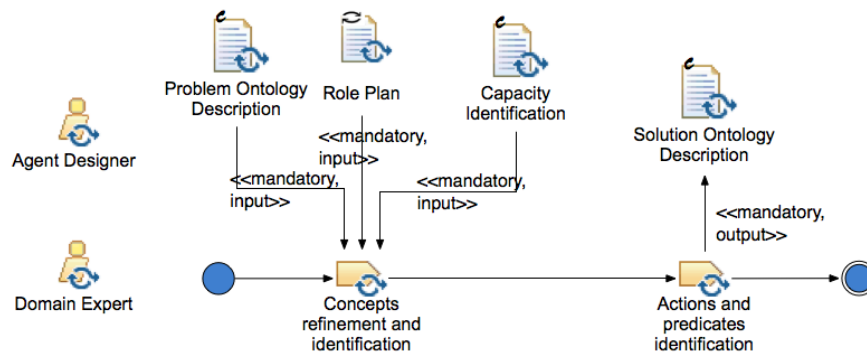 c
c
Problem Ontology
Description
Role Plan
Capacity
Identification
c
Agent Designer
Solution Ontology
Description
<<mandatory,
input>>
<<mandatory,
input>>
<<mandatory,
input>>
<<mandatory,
output>>
Domain Expert
Concepts
refinement and
identification
Actions and
predicates
identification